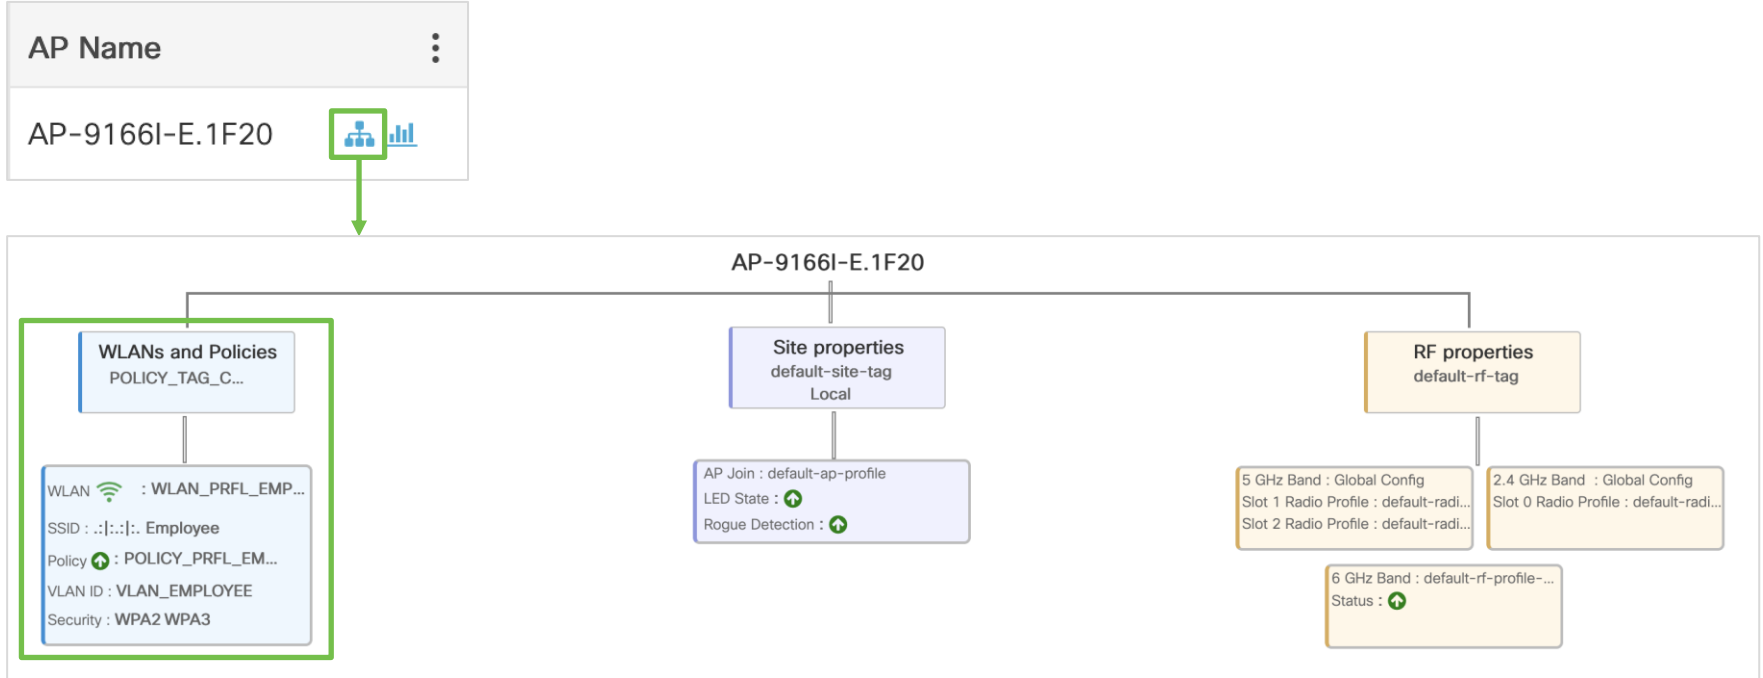 AP Name
AP-9166I-E.1F20
AP-9166I-E.1F20
WLANs and Policies
POLICY_TAG_C...
WLAN : WLAN_PRFL_EMP...
SSID : .:|:.:|:. Employee
Policy : POLICY_PRFL_EM...
VLAN ID : VLAN_EMPLOYEE
Security : WPA2 WPA3
Site properties
default-site-tag
Local
AP Join : default-ap-profile
LED State :
Rogue Detection :
RF properties
default-rf-tag
5 GHz Band : Global Config
Slot 1 Radio Profile : default-radi...
Slot 2 Radio Profile : default-radi...
2.4 GHz Band : Global Config
Slot 0 Radio Profile : default-radi...
6 GHz Band : default-rf-profile-...
Status :